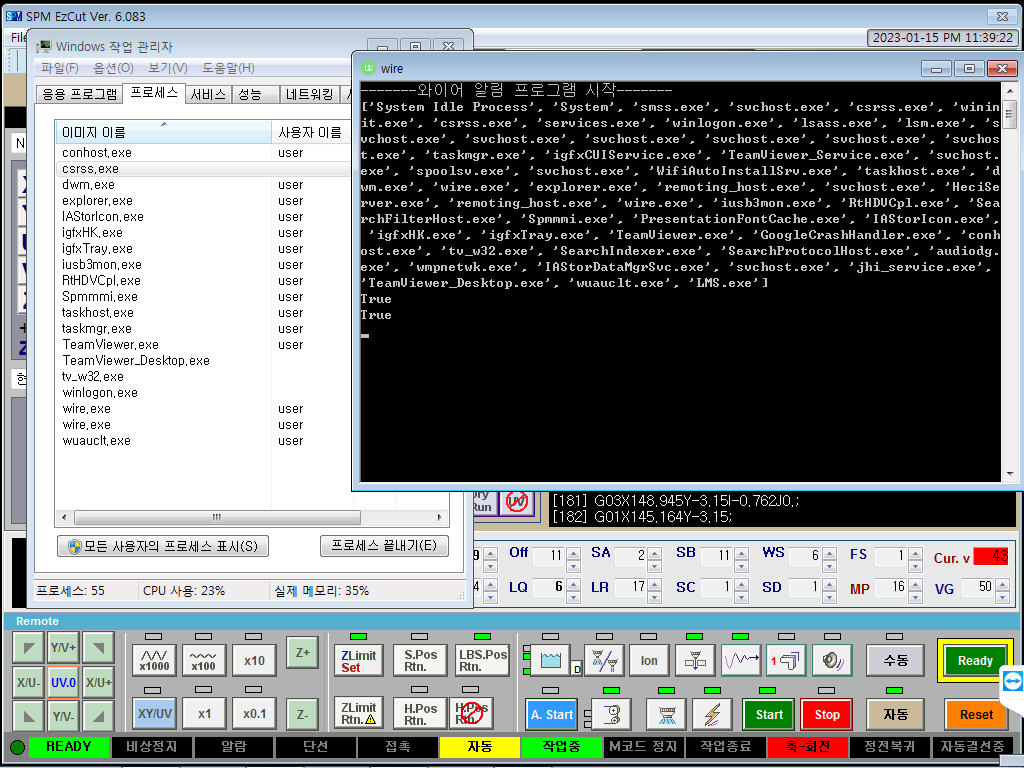 SPM EzCut Ver. 6.083
File
2023-01-15 PM 11:39:22
Windows 작업 관리자
파일(F) 옵션(O) 보기(V) 도움말(H)
응용 프로그램 프로세스 서비스 성능 네트워킹
이미지 이름 사용자 이름
conhost.exe user
csrss.exe
dwm.exe user
explorer.exe user
IAStorIcon.exe user
igfxHK.exe user
igfxTray.exe user
iusb3mon.exe user
RtHDVCpl.exe user
Spmmmi.exe user
taskhost.exe user
taskmgr.exe user
TeamViewer.exe user
TeamViewer_Desktop.exe
tv_w32.exe
winlogon.exe
wire.exe user
wire.exe user
wuauclt.exe user
모든 사용자의 프로세스 표시(S) 프로세스 끝내기(E)
프로세스: 55 CPU 사용: 23% 실제 메모리: 35%
wire
-------와이어 알림 프로그램 시작-------
['System Idle Process', 'System', 'smss.exe', 'svchost.exe', 'csrss.exe', 'winin
it.exe', 'csrss.exe', 'services.exe', 'winlogon.exe', 'lsass.exe', 'lsm.exe', 's
vchost.exe', 'svchost.exe', 'svchost.exe', 'svchost.exe', 'svchost.exe', 'svchos
t.exe', 'taskmgr.exe', 'igfxCUIService.exe', 'TeamViewer_Service.exe', 'svchost.
exe', 'spoolsv.exe', 'svchost.exe', 'WifiAutoInstallSrv.exe', 'taskhost.exe', 'd
wm.exe', 'wire.exe', 'explorer.exe', 'remoting_host.exe', 'svchost.exe', 'HeciSe
rver.exe', 'remoting_host.exe', 'wire.exe', 'iusb3mon.exe', 'RtHDVCpl.exe', 'Sea
rchFilterHost.exe', 'Spmmmi.exe', 'PresentationFontCache.exe', 'IAStorIcon.exe',
'igfxHK.exe', 'igfxTray.exe', 'TeamViewer.exe', 'GoogleCrashHandler.exe', 'conh
ost.exe', 'tv_w32.exe', 'SearchIndexer.exe', 'SearchProtocolHost.exe', 'audiodg.
exe', 'wmpnetwk.exe', 'IAStorDataMgrSvc.exe', 'svchost.exe', 'jhi_service.exe',
'TeamViewer_Desktop.exe', 'wuauclt.exe', 'LMS.exe']
True
True
Run UV
[181] G03X148.945Y-3.15I-0.762J0.;
[182] G01X145.164Y-3.15;
9 Off 11 SA 2 SB 11 WS 6 FS 1 Cur. v 43
4 LQ 6 LR 17 SC 1 SD 1 MP 16 VG 50
Remote
Y/V+ x1000 x100 x10 Z+ ZLimit Set S.Pos Rtn. LBS.Pos Rtn. D Ion 1 수동 Ready
X/U- UV.0 X/U+
Y/V- XY/UV x1 x0.1 Z- ZLimit Rtn. H.Pos Rtn. H.Pos Rtn. A. Start Start Stop 자동 Reset
READY 비상정지 알람 단선 접촉 자동 작업중 M코드 정지 작업종료 축-회전 정전복귀 자동결선중